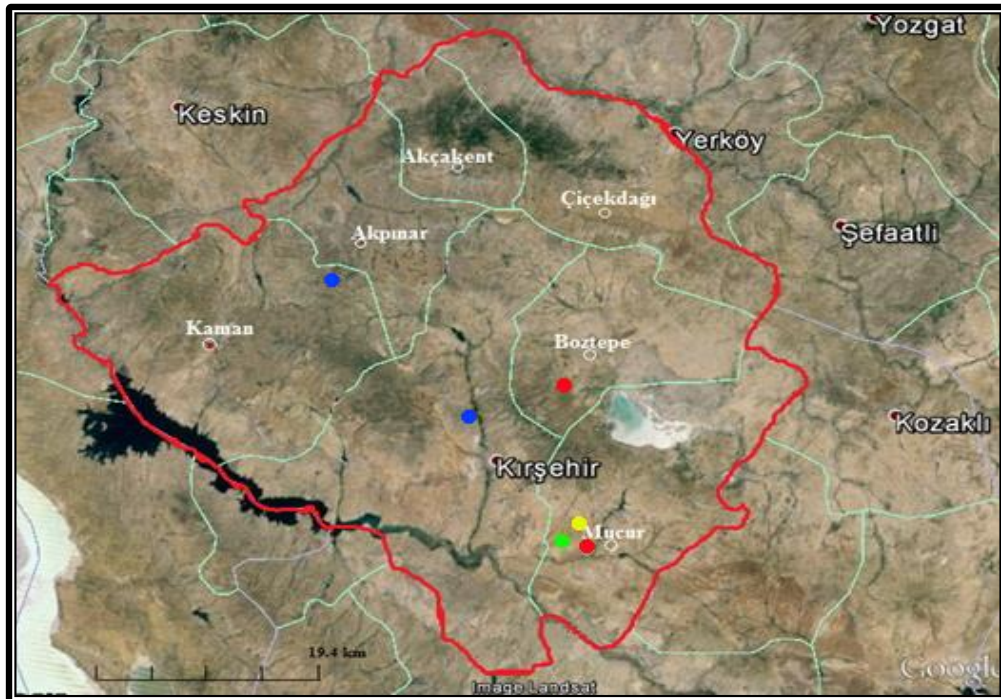 Yozgat
Keskin
Yerköy
Akçakent
Çiçekdağı
Akpınar
Şefaatli
Kaman
Boztepe
Kozaklı
Kırşehir
Mucur
19.4 km
Google
Image Landsat